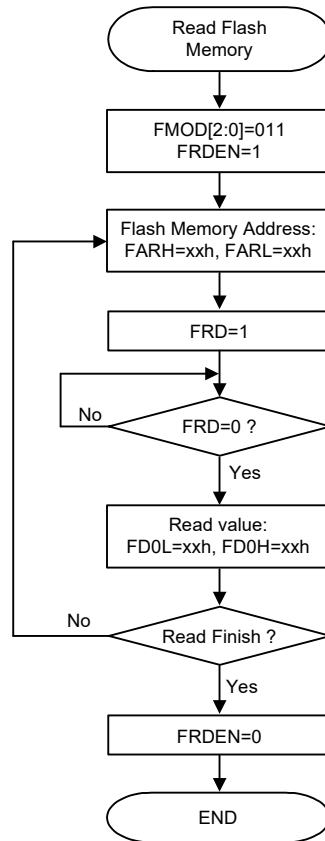 Read Flash
Memory
FMOD[2:0]=011
FRDEN=1
Flash Memory Address:
FARH=xxh, FARL=xxh
FRD=1
No
FRD=0 ?
Yes
Read value:
FD0L=xxh, FD0H=xxh
No
Read Finish ?
Yes
FRDEN=0
END